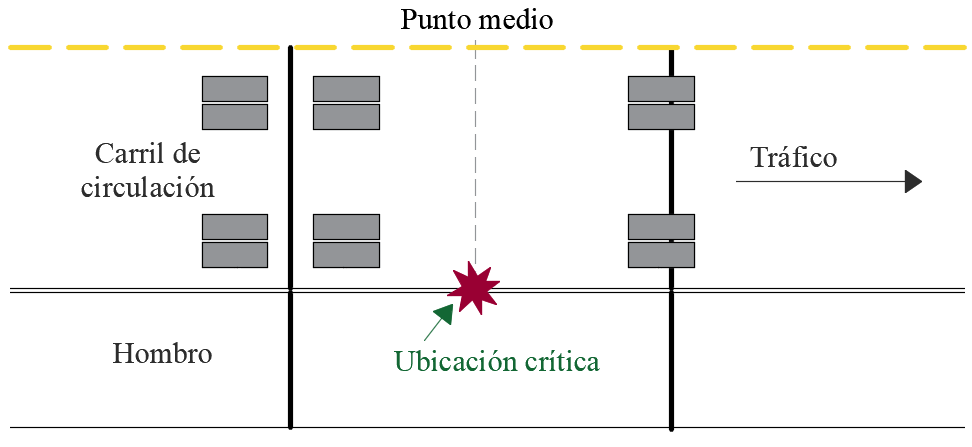 Punto medio
Carril de
circulación
Tráfico
Hombro
Ubicación crítica